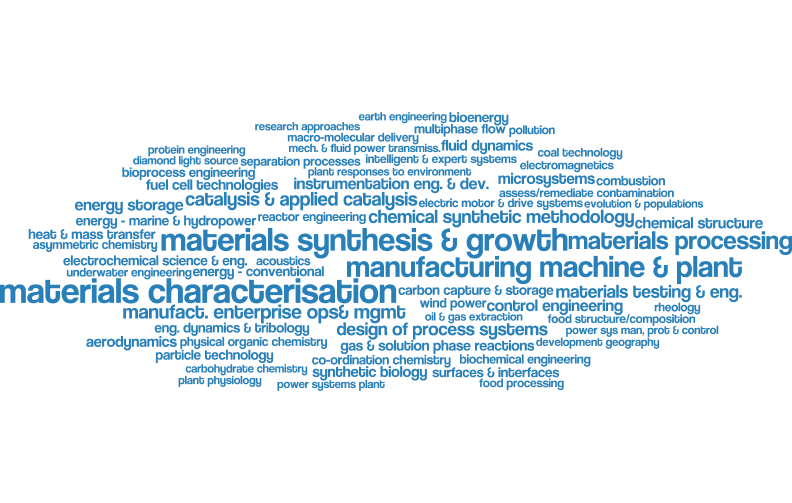 earth engineering bioenergy
research approaches multiphase flow pollution
macro-molecular delivery
protein engineering mech. & fluid power transmiss. fluid dynamics
diamond light source separation processes intelligent & expert systems coal technology
bioprocess engineering plant responses to environment electromagnetics
fuel cell technologies instrumentation eng. & dev. microsystems combustion
energy storage catalysis & applied catalysis electric motor & drive systems assess/remediate contamination evolution & populations
energy - marine & hydropower reactor engineering chemical synthetic methodology chemical structure
heat & mass transfer
asymmetric chemistry materials synthesis & growth materials processing
electrochemical science & eng. acoustics
underwater engineering energy - conventional manufacturing machine & plant
materials characterisation carbon capture & storage materials testing & eng.
manufact. enterprise ops& mgmt wind power control engineering rheology
oil & gas extraction food structure/composition
eng. dynamics & tribology design of process systems power sys man, prot & control
aerodynamics physical organic chemistry gas & solution phase reactions development geography
particle technology co-ordination chemistry biochemical engineering
carbohydrate chemistry synthetic biology surfaces & interfaces
plant physiology power systems plant food processing